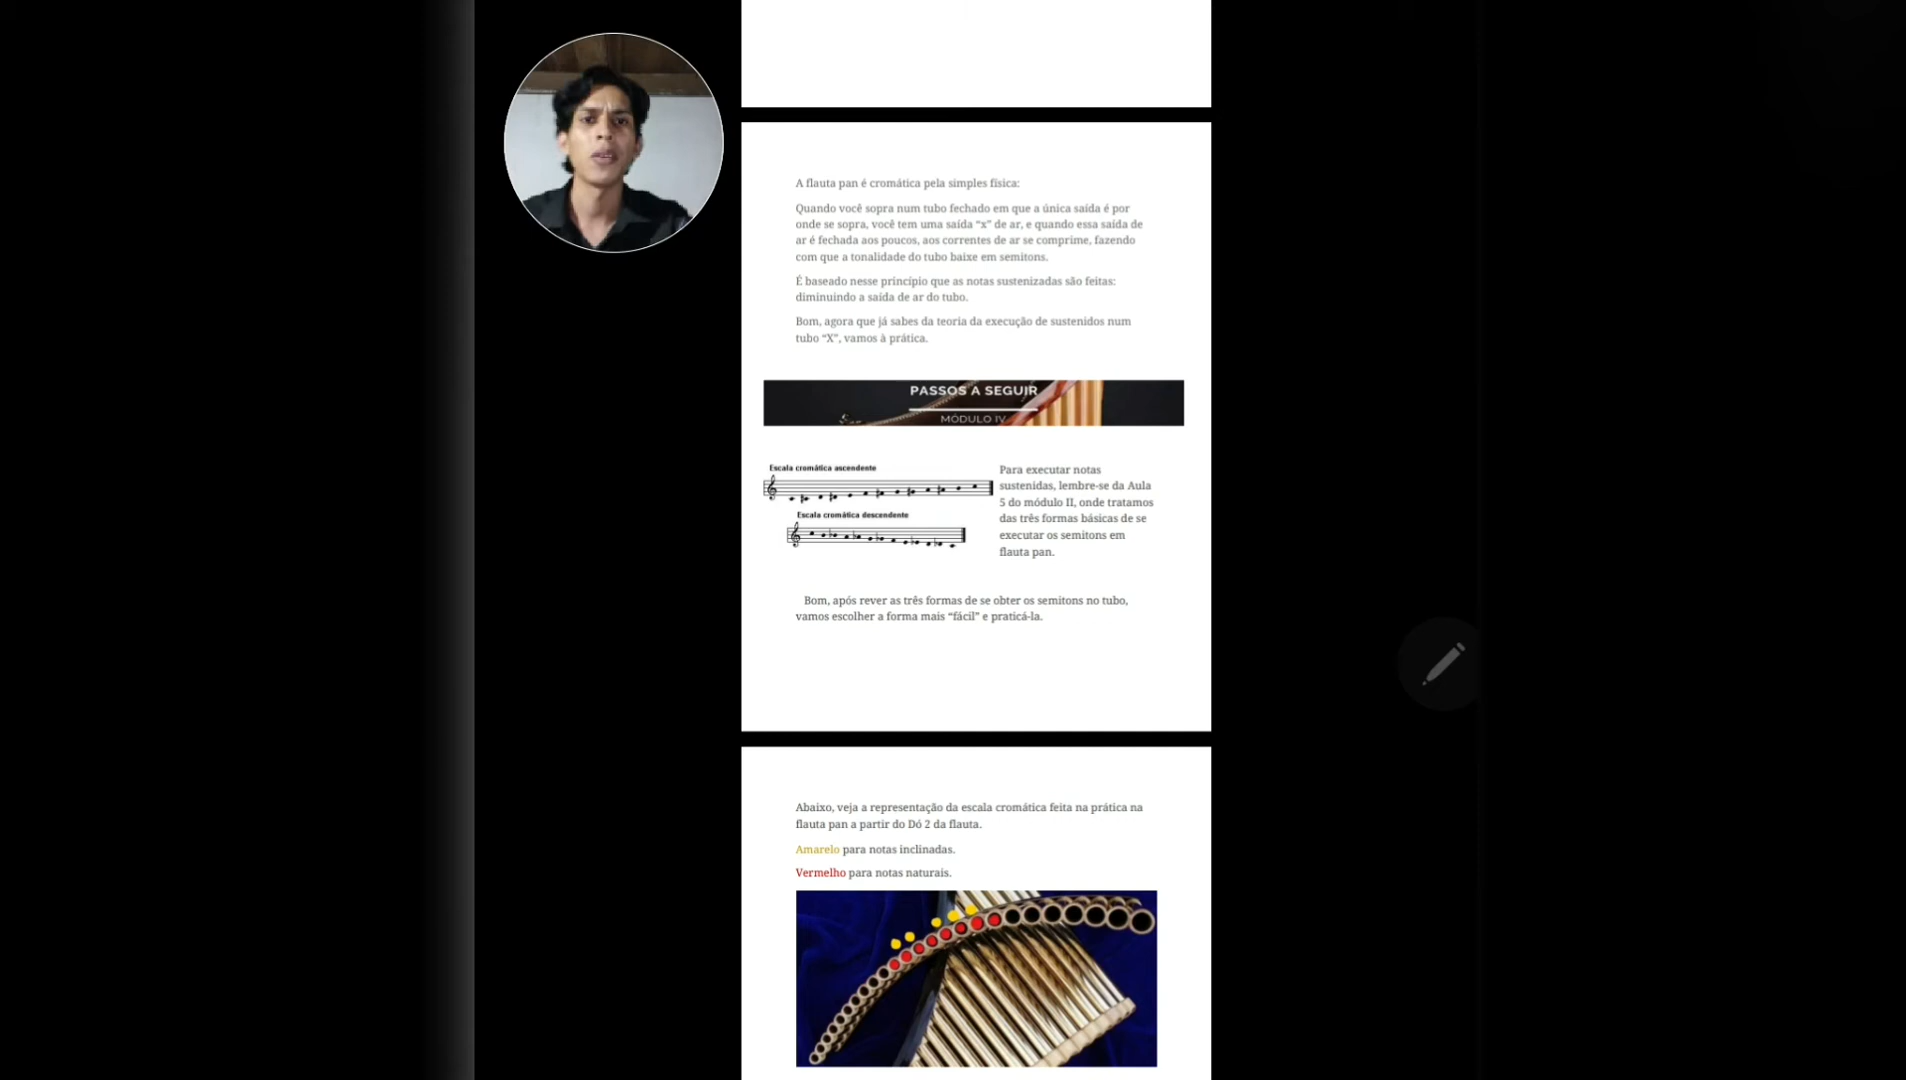 A flauta pan é cromática pela simples física:
Quando você sopra num tubo fechado em que a única saída é por
onde se sopra, você tem uma saída “x” de ar, e quando essa saída de
ar é fechada aos poucos, aos correntes de ar se comprime, fazendo
com que a tonalidade do tubo baixe em semitons.
É baseado nesse princípio que as notas sustenizadas são feitas:
diminuindo a saída de ar do tubo.
Bom, agora que já sabes da teoria da execução de sustenidos num
tubo “X”, vamos à prática.
PASSOS A SEGUIR
MÓDULO IV
Escala cromática ascendente
Escala cromática descendente
Para executar notas
sustenidas, lembre-se da Aula
5 do módulo II, onde tratamos
das três formas básicas de se
executar os semitons em
flauta pan.
Bom, após rever as três formas de se obter os semitons no tubo,
vamos escolher a forma mais “fácil” e praticá-la.
Abaixo, veja a representação da escala cromática feita na prática na
flauta pan a partir do Dó 2 da flauta.
Amarelo para notas inclinadas.
Vermelho para notas naturais.